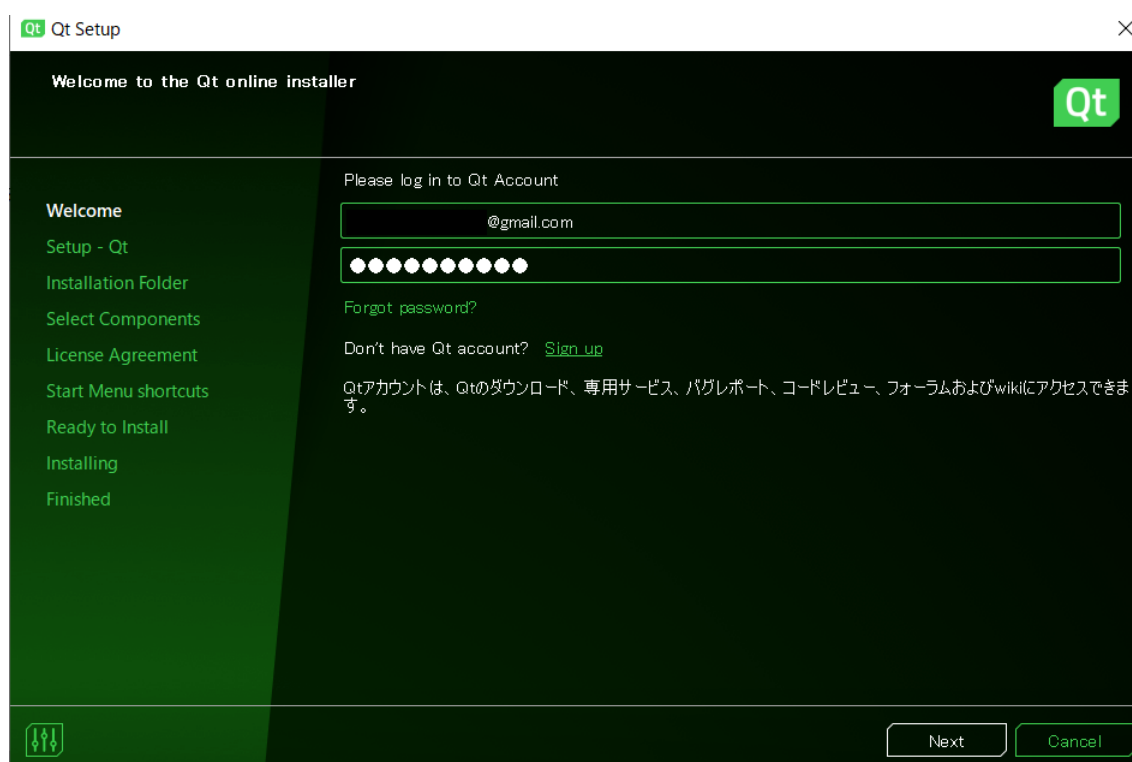 Qt Qt Setup
Welcome to the Qt online installer
Qt
Please log in to Qt Account
@gmail.com
●●●●●●●●●●
Forgot password?
Don't have Qt account? Sign up
Qtアカウントは、Qtのダウンロード、専用サービス、バグレポート、コードレビュー、フォーラムおよびwikiにアクセスできま
す。
Welcome
Setup - Qt
Installation Folder
Select Components
License Agreement
Start Menu shortcuts
Ready to Install
Installing
Finished
Next Cancel